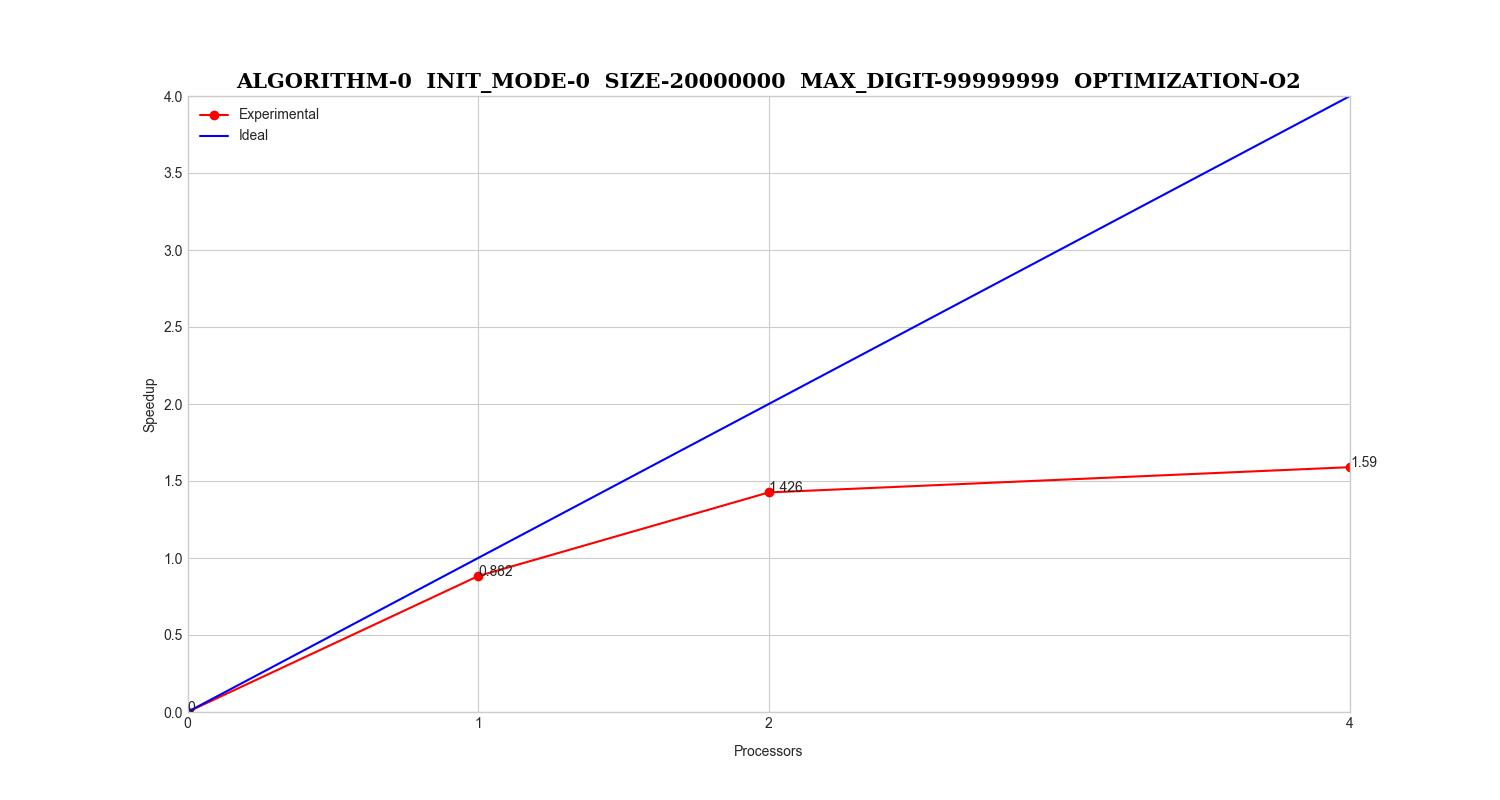 ALGORITHM-0 INIT_MODE-0 SIZE-20000000 MAX_DIGIT-99999999 OPTIMIZATION-O2
4.0
Experimental
Ideal
3.5
3.0
2.5
2.0
Speedup
1.59
1.5
1.426
1.0
0.882
0.5
0
0.0
0 1 2 4
Processors